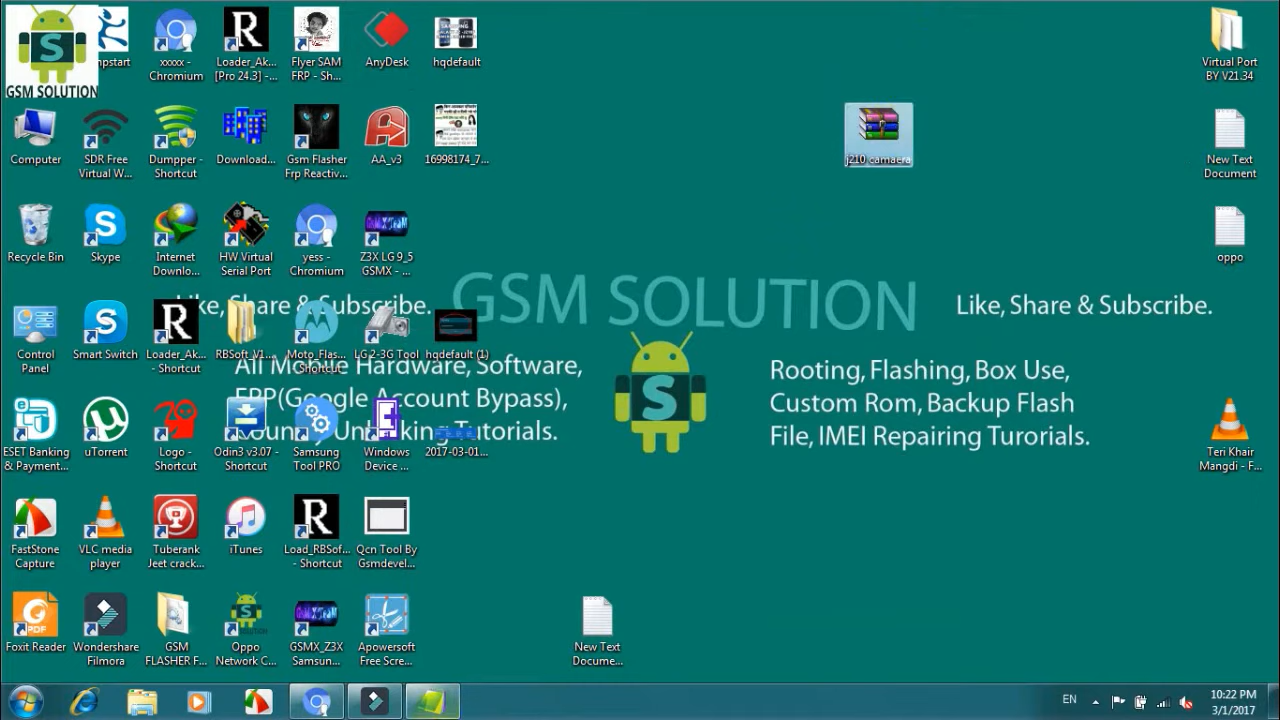 GSM SOLUTION
xxxxx -
Chromium
Loader_Ak...
[Pro 24.3] -...
Flyer SAM
FRP - Sh...
AnyDesk
hqdefault
Virtual Port
BY V21.34
Computer
SDR Free
Virtual W...
Dumpper -
Shortcut
Download...
Gsm Flasher
Frp Reactiv...
AA_v3
16998174_7...
j210_camaera
New Text
Document
Recycle Bin
Skype
Internet
Downlo...
HW Virtual
Serial Port
yess -
Chromium
Z3X LG 9_5
GSMX - ...
oppo
Like, Share & Subscribe.
GSM SOLUTION
Like, Share & Subscribe.
Control
Panel
Smart Switch
Loader_Ak...
- Shortcut
RBSoft_V1...
Moto_Flas...
Shortcut
LG 2-3G Tool
hqdefault (1)
All Mobile Hardware, Software,
FRP(Google Account Bypass),
Tutorials.
Rooting, Flashing, Box Use,
Custom Rom, Backup Flash
File, IMEI Repairing Turorials.
ESET Banking
& Payment...
uTorrent
Logo -
Shortcut
Odin3 v3.07 -
Shortcut
Samsung
Tool PRO
Windows
Device ...
2017-03-01...
Teri Khair
Mangdi - F...
FastStone
Capture
VLC media
player
Tuberank
Jeet crack...
iTunes
Load_RBSof...
- Shortcut
Qcn Tool By
Gsmdevel...
Foxit Reader
Wondershare
Filmora
GSM
FLASHER F...
Oppo
Network C...
GSMX_Z3X
Samsun...
Apowersoft
Free Scre...
New Text
Docume...
EN
10:22 PM
3/1/2017